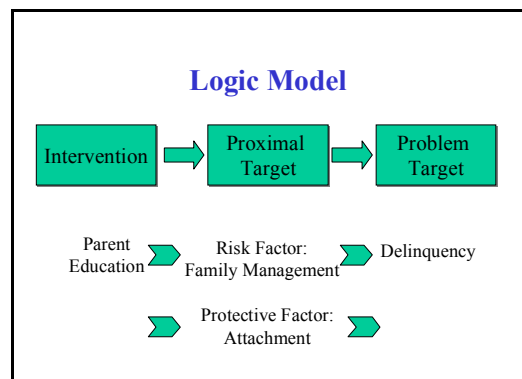 Logic Model
Intervention
Proximal
Target
Problem
Target
Parent
Education
Risk Factor:
Family Management
Delinquency
Protective Factor:
Attachment